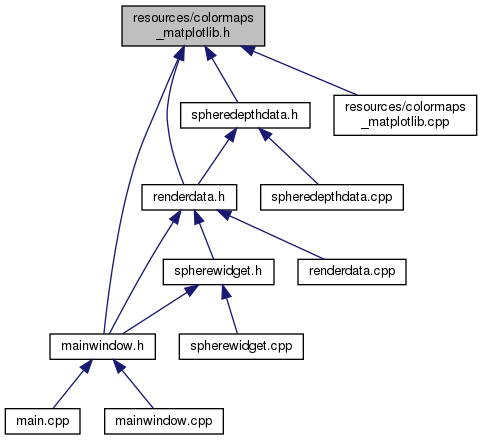 resources/colormaps
_matplotlib.h
spheredepthdata.h
resources/colormaps
_matplotlib.cpp
renderdata.h
spheredepthdata.cpp
spherewidget.h
renderdata.cpp
mainwindow.h
spherewidget.cpp
main.cpp
mainwindow.cpp